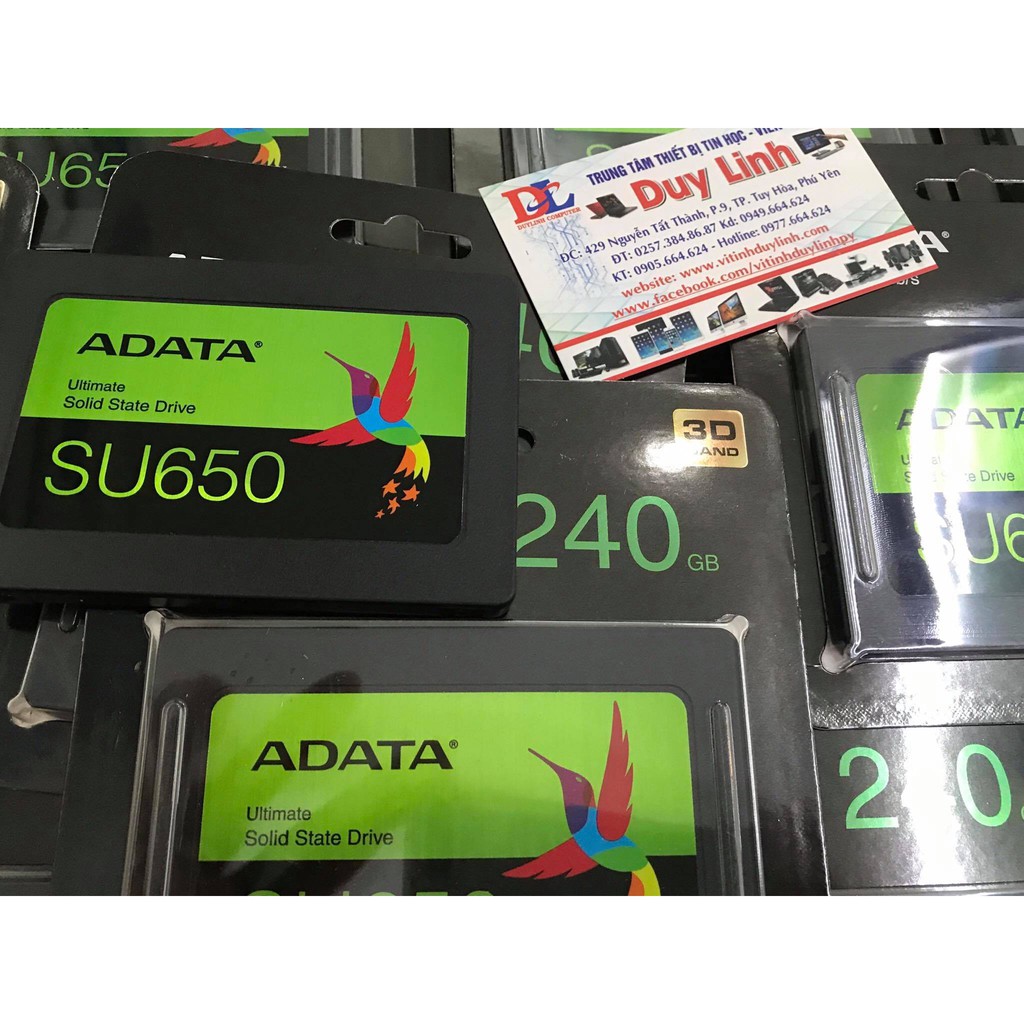 SU650
TRUNG TÂM THIẾT BỊ TIN HỌC - VIỄN
Duy Linh
DL
DUYLINH COMPUTER
ĐC: 429 Nguyễn Tất Thành, P.9, TP. Tuy Hòa, Phú Yên
ĐT: 0257.384.86.87 Kd: 0949.664.624
KT: 0905.664.624 - Hotline: 0977.664.624
website: www.vitinhduylinh.com
www.facebook.com/vitinhduylinhpy
ADATA®
Ultimate
Solid State Drive
SU650
3D
NAND
240GB
ADATA
Solid State Drive
ADATA®
Ultimate
Solid State Drive